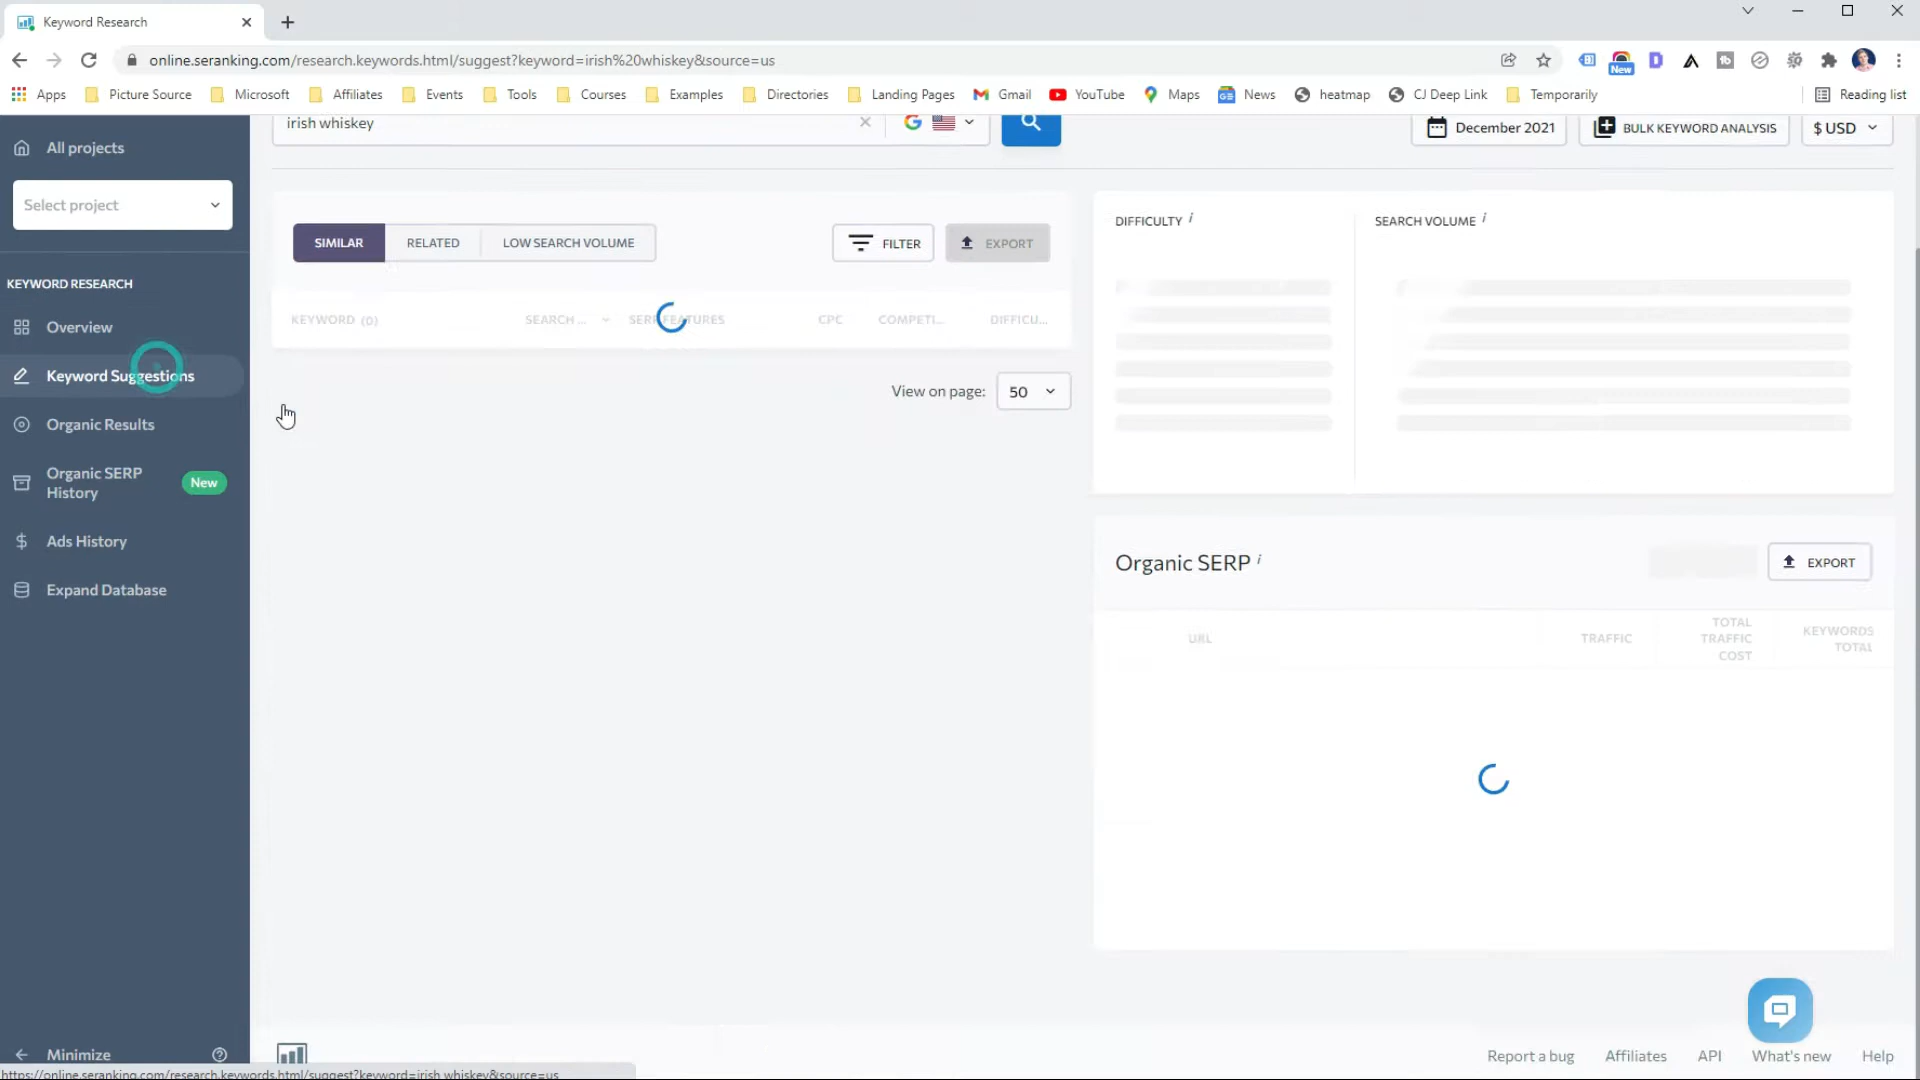 Keyword Research
online.seranking.com/research.keywords.html/suggest?keyword=irish%20whiskey&source=us
New
Apps
Picture Source
Microsoft
Affiliates
Events
Tools
Courses
Examples
Directories
Landing Pages
Gmail
YouTube
Maps
News
heatmap
CJ Deep Link
Temporarily
Reading list
All projects
Select project
KEYWORD RESEARCH
Overview
Keyword Suggestions
Organic Results
Organic SERP
History
New
Ads History
Expand Database
Minimize
irish whiskey
December 2021
BULK KEYWORD ANALYSIS
$ USD
SIMILAR
RELATED
LOW SEARCH VOLUME
FILTER
EXPORT
KEYWORD (0)
SEARCH ...
SERP FEATURES
CPC
COMPETI...
DIFFICU...
View on page:
50
DIFFICULTY i
SEARCH VOLUME i
Organic SERP i
EXPORT
URL
TRAFFIC
TOTAL
TRAFFIC
COST
KEYWORDS
TOTAL
Report a bug
Affiliates
API
What's new
Help
https://online.seranking.com/research.keywords.html/suggest?keyword=irish whiskey&source=us